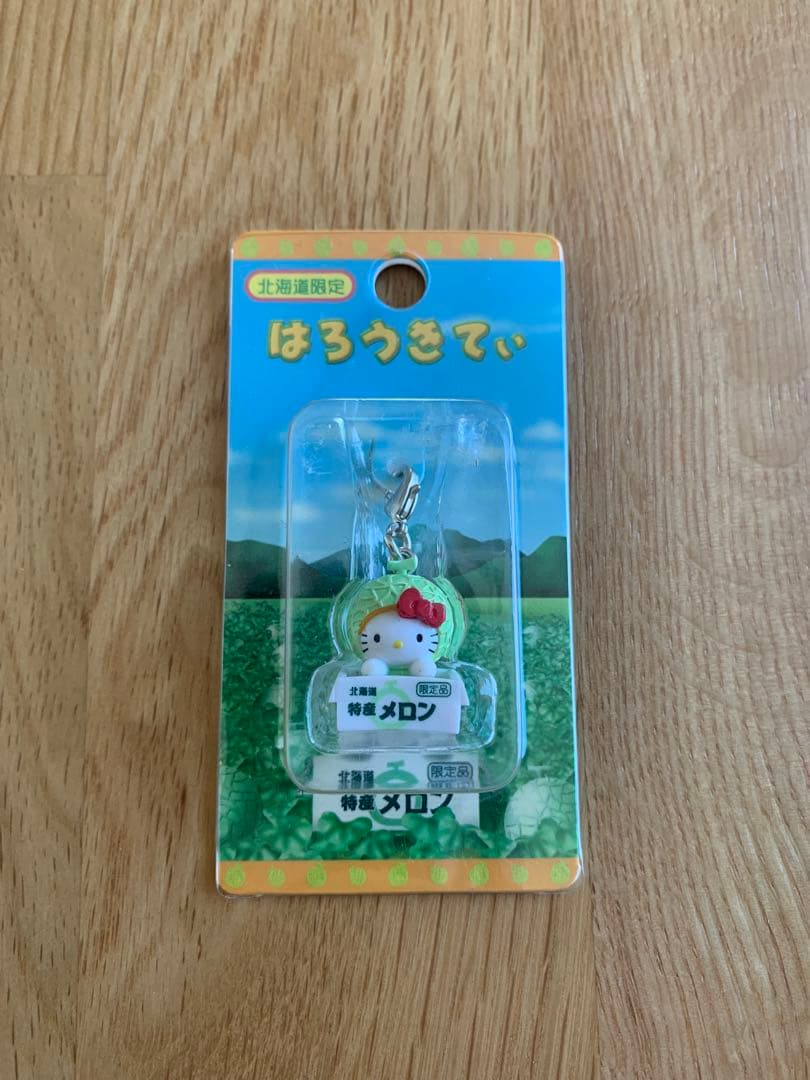 北海道限定
はろうきてぃ
北海道 限定品
特産 メロン
北海道 限定品
特産 メロン